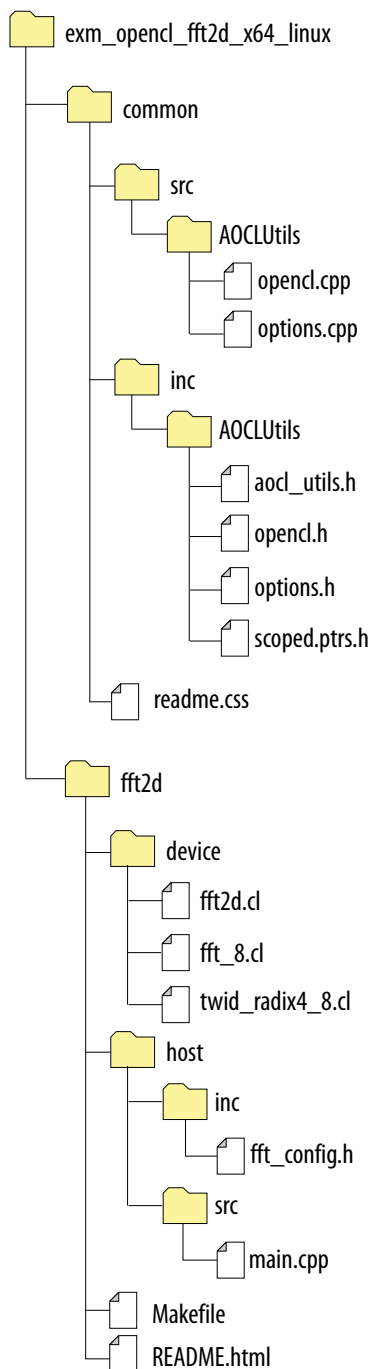 exm_opencl_fft2d_x64_linux
common
src
AOCLUtils
opencl.cpp
options.cpp
inc
AOCLUtils
aocl_utils.h
opencl.h
options.h
scoped.ptrs.h
readme.css
fft2d
device
fft2d.cl
fft_8.cl
twid_radix4_8.cl
host
inc
fft_config.h
src
main.cpp
Makefile
README.html